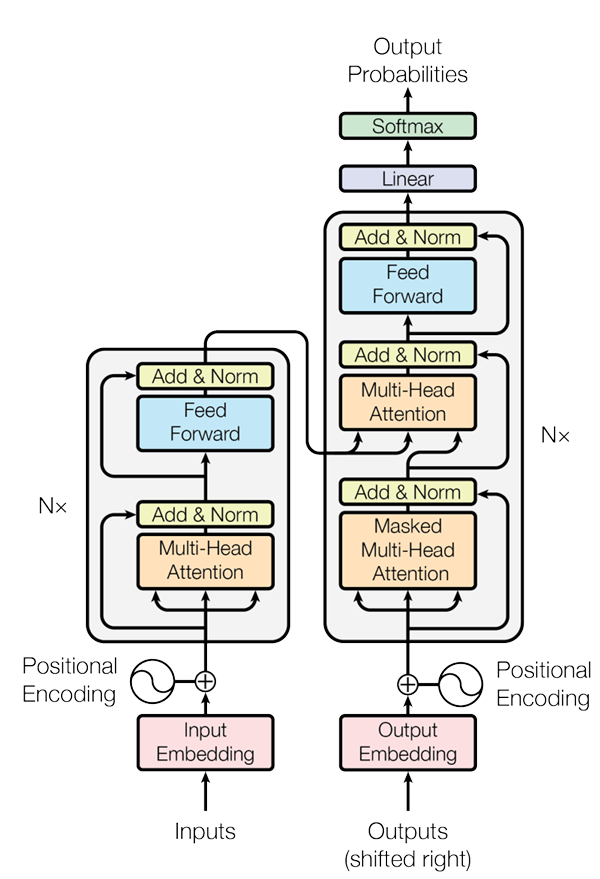 Output
Probabilities
Softmax
Linear
Add & Norm
Feed
Forward
Add & Norm
Multi-Head
Attention
Add & Norm
Masked
Multi-Head
Attention
N×
Add & Norm
Feed
Forward
Add & Norm
Multi-Head
Attention
N×
Positional
Encoding
Positional
Encoding
Input
Embedding
Output
Embedding
Inputs
Outputs
(shifted right)